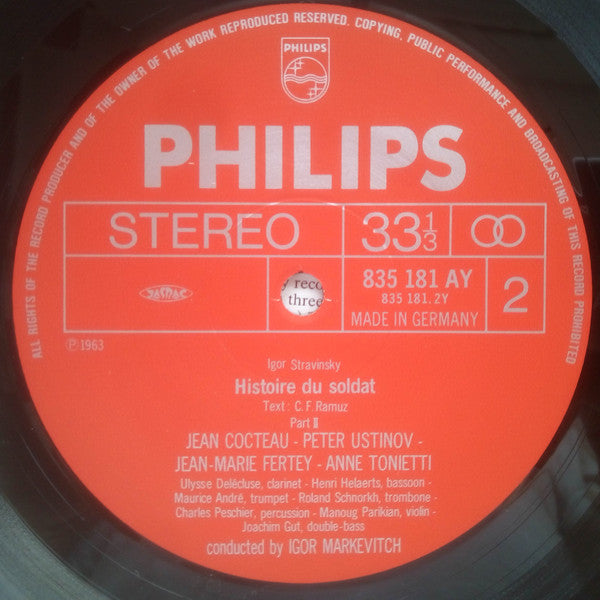 ALL RIGHTS OF THE RECORD PRODUCER AND OF THE OWNER OF THE WORK REPRODUCED RESERVED. COPYING, PUBLIC PERFORMANCE AND BROADCASTING OF THIS RECORD PROHIBITED
PHILIPS
PHILIPS
STEREO
33⅓
835 181 AY
835 181.2Y
MADE IN GERMANY
2
y reco
three
℗ 1963
Igor Stravinsky
Histoire du soldat
Text: C.F. Ramuz
Part II
JEAN COCTEAU - PETER USTINOV -
JEAN-MARIE FERTEY - ANNE TONIETTI
Ulysse Delécluse, clarinet - Henri Helaerts, bassoon -
Maurice André, trumpet - Roland Schnorkh, trombone -
Charles Peschier, percussion - Manoug Parikian, violin -
Joachim Gut, double-bass
conducted by IGOR MARKEVITCH